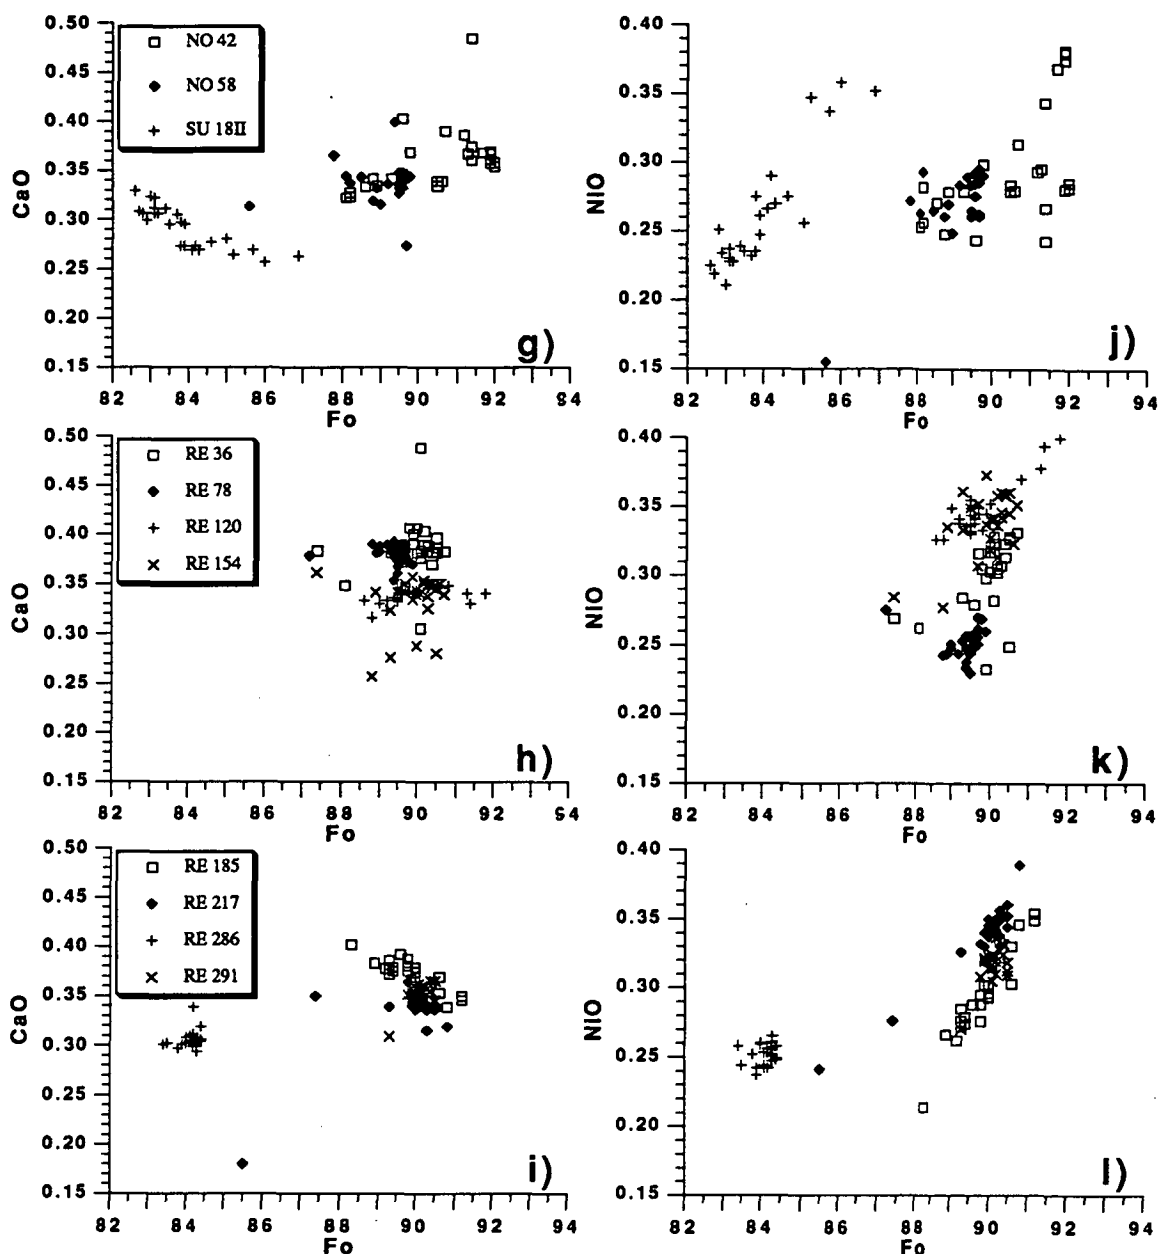 0.50
0.45
0.40
0.35
0.30
0.25
0.20
0.15
CaO
NO 42
NO 58
SU 18II
g)
82 84 86 88 90 92 94
Fo
0.40
0.35
0.30
0.25
0.20
0.15
NiO
j)
82 84 86 88 90 92 94
Fo
0.50
0.45
0.40
0.35
0.30
0.25
0.20
0.15
CaO
RE 36
RE 78
RE 120
RE 154
h)
82 84 86 88 90 92 94
Fo
0.40
0.35
0.30
0.25
0.20
0.15
NiO
k)
82 84 86 88 90 92 94
Fo
0.50
0.45
0.40
0.35
0.30
0.25
0.20
0.15
CaO
RE 185
RE 217
RE 286
RE 291
i)
82 84 86 88 90 92 94
Fo
0.40
0.35
0.30
0.25
0.20
0.15
NiO
l)
82 84 86 88 90 92 94
Fo